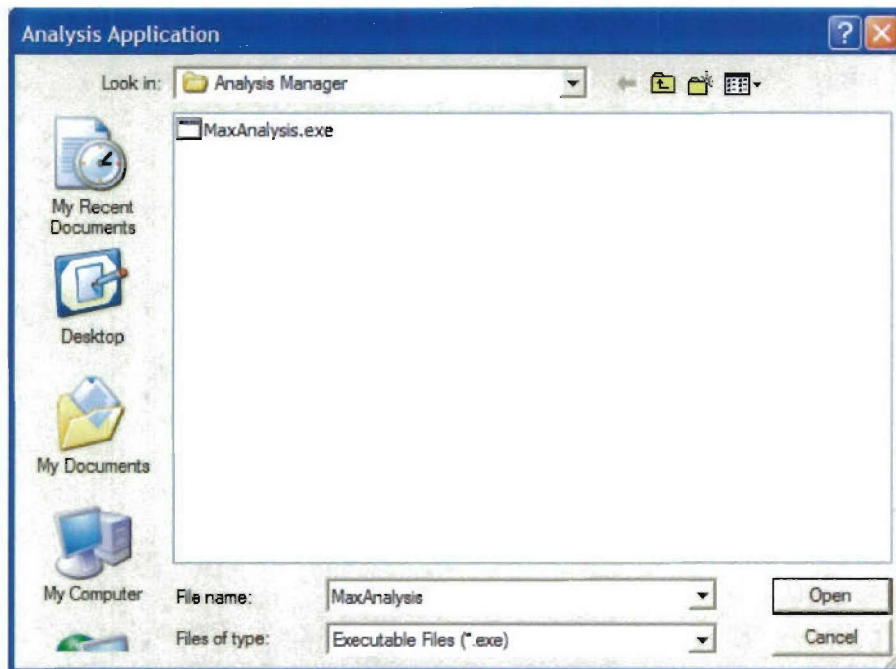 Analysis Application
Look in:
Analysis Manager
MaxAnalysis.exe
My Recent
Documents
Desktop
My Documents
My Computer
File name:
MaxAnalysis
Open
Files of type:
Executable Files (*.exe)
Cancel